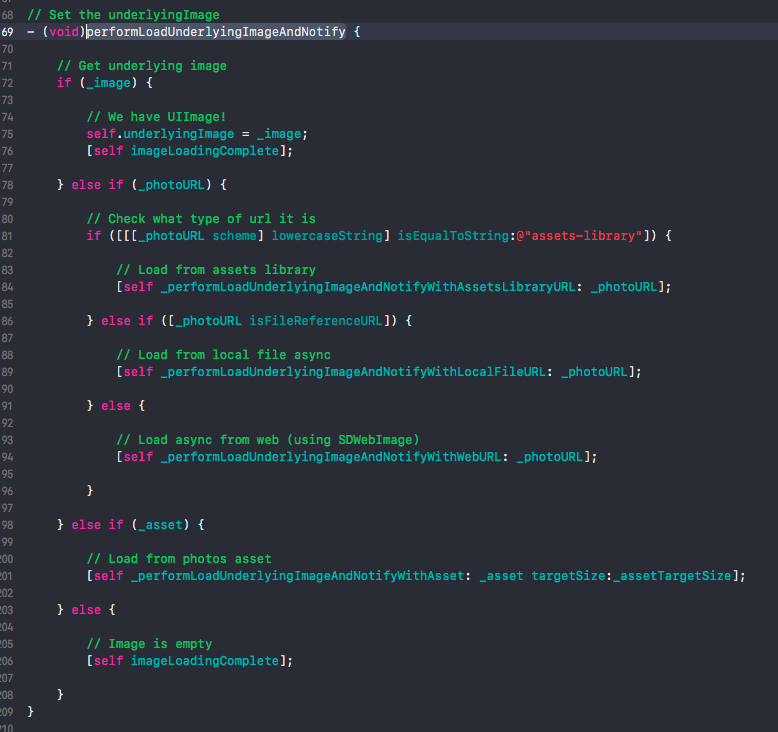 68 // Set the underlyingImage
69 - (void)performLoadUnderlyingImageAndNotify {
70
71 // Get underlying image
72 if (_image) {
73
74 // We have UIImage!
75 self.underlyingImage = _image;
76 [self imageLoadingComplete];
77
78 } else if (_photoURL) {
79
80 // Check what type of url it is
81 if ([[[_photoURL scheme] lowercaseString] isEqualToString:@"assets-library"]) {
82
83 // Load from assets library
84 [self _performLoadUnderlyingImageAndNotifyWithAssetsLibraryURL: _photoURL];
85
86 } else if ([_photoURL isFileReferenceURL]) {
87
88 // Load from local file async
89 [self _performLoadUnderlyingImageAndNotifyWithLocalFileURL: _photoURL];
90
91 } else {
92
93 // Load async from web (using SDWebImage)
94 [self _performLoadUnderlyingImageAndNotifyWithWebURL: _photoURL];
95
96 }
97
98 } else if (_asset) {
99
200 // Load from photos asset
201 [self _performLoadUnderlyingImageAndNotifyWithAsset: _asset targetSize:_assetTargetSize];
202
203 } else {
204
205 // Image is empty
206 [self imageLoadingComplete];
207
208 }
209 }
210